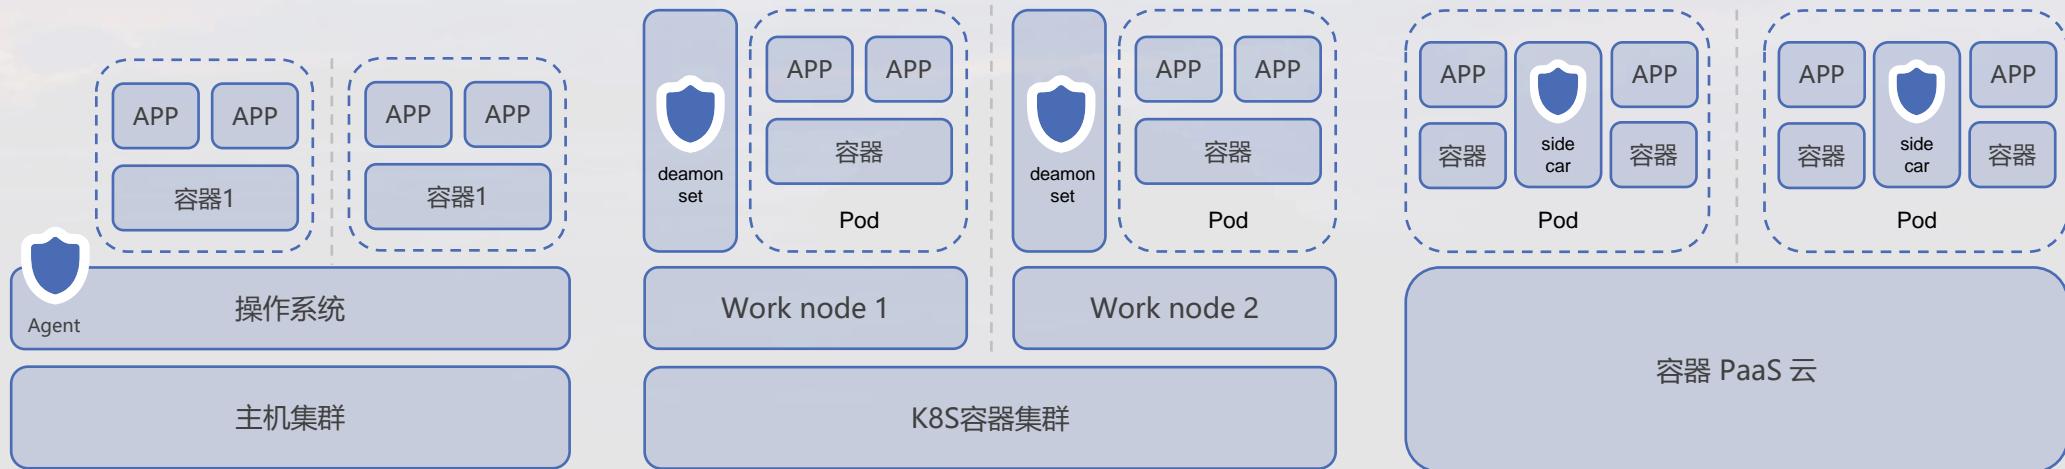 APP
APP
容器1
APP
APP
容器1
Agent
操作系统
主机集群
deamon
set
APP
APP
容器
Pod
Work node 1
deamon
set
APP
APP
容器
Pod
Work node 2
K8S容器集群
APP
side
car
APP
容器
容器
Pod
APP
side
car
APP
容器
容器
Pod
容器 PaaS 云